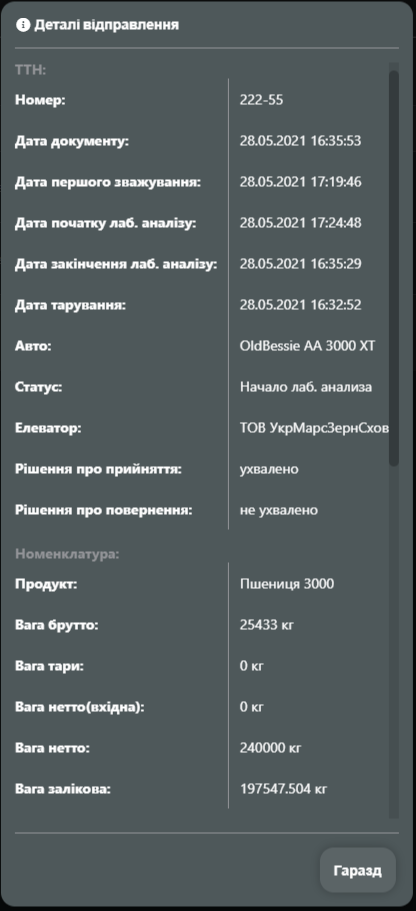 Деталі відправлення
ТТН:
Номер: 222-55
Дата документу: 28.05.2021 16:35:53
Дата першого зважування: 28.05.2021 17:19:46
Дата початку лаб. аналізу: 28.05.2021 17:24:48
Дата закінчення лаб. аналізу: 28.05.2021 16:35:29
Дата тарування: 28.05.2021 16:32:52
Авто: OldBessie AA 3000 XT
Статус: Начало лаб. анализа
Елеватор: ТОВ УкрМарсЗернСхов
Рішення про прийняття: ухвалено
Рішення про повернення: не ухвалено
Номенклатура:
Продукт: Пшениця 3000
Вага брутто: 25433 кг
Вага тари: 0 кг
Вага нетто(вхідна): 0 кг
Вага нетто: 240000 кг
Вага залікова: 197547.504 кг
Гаразд